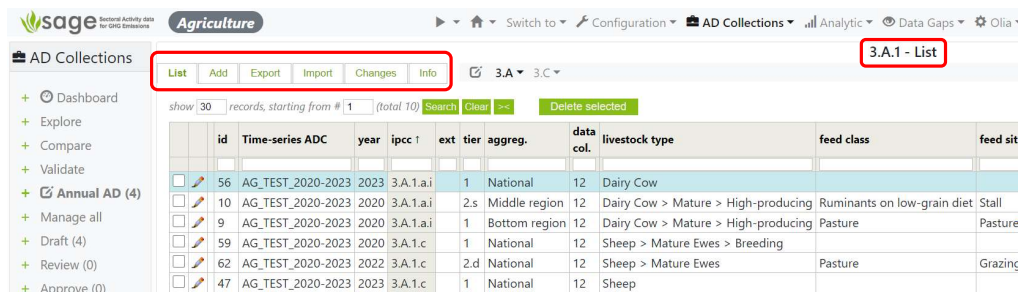 sage Sectoral Activity data for GHG Emissions Agriculture Switch to Configuration AD Collections Analytic Data Gaps Olia
AD Collections 3.A.1 - List
List Add Export Import Changes Info 3.A 3.C
show 30 records, starting from # 1 (total 10) Search Clear >< Delete selected
+ Dashboard
+ Explore
+ Compare
+ Validate
+ Annual AD (4)
+ Manage all
+ Draft (4)
+ Review (0)
+ Approve (0)
id Time-series ADC year ipcc ↑ ext tier aggreg. data col. livestock type feed class feed sit
56 AG_TEST_2020-2023 2023 3.A.1.a.i 1 National 12 Dairy Cow
10 AG_TEST_2020-2023 2020 3.A.1.a.i 2.s Middle region 12 Dairy Cow > Mature > High-producing Ruminants on low-grain diet Stall
9 AG_TEST_2020-2023 2020 3.A.1.a.i 1 Bottom region 12 Dairy Cow > Mature > High-producing Pasture Pasture
59 AG_TEST_2020-2023 2020 3.A.1.c 1 National 12 Sheep > Mature Ewes > Breeding
62 AG_TEST_2020-2023 2022 3.A.1.c 2.d National 12 Sheep > Mature Ewes Pasture Grazing
47 AG_TEST_2020-2023 2023 3.A.1.c 1 National 12 Sheep